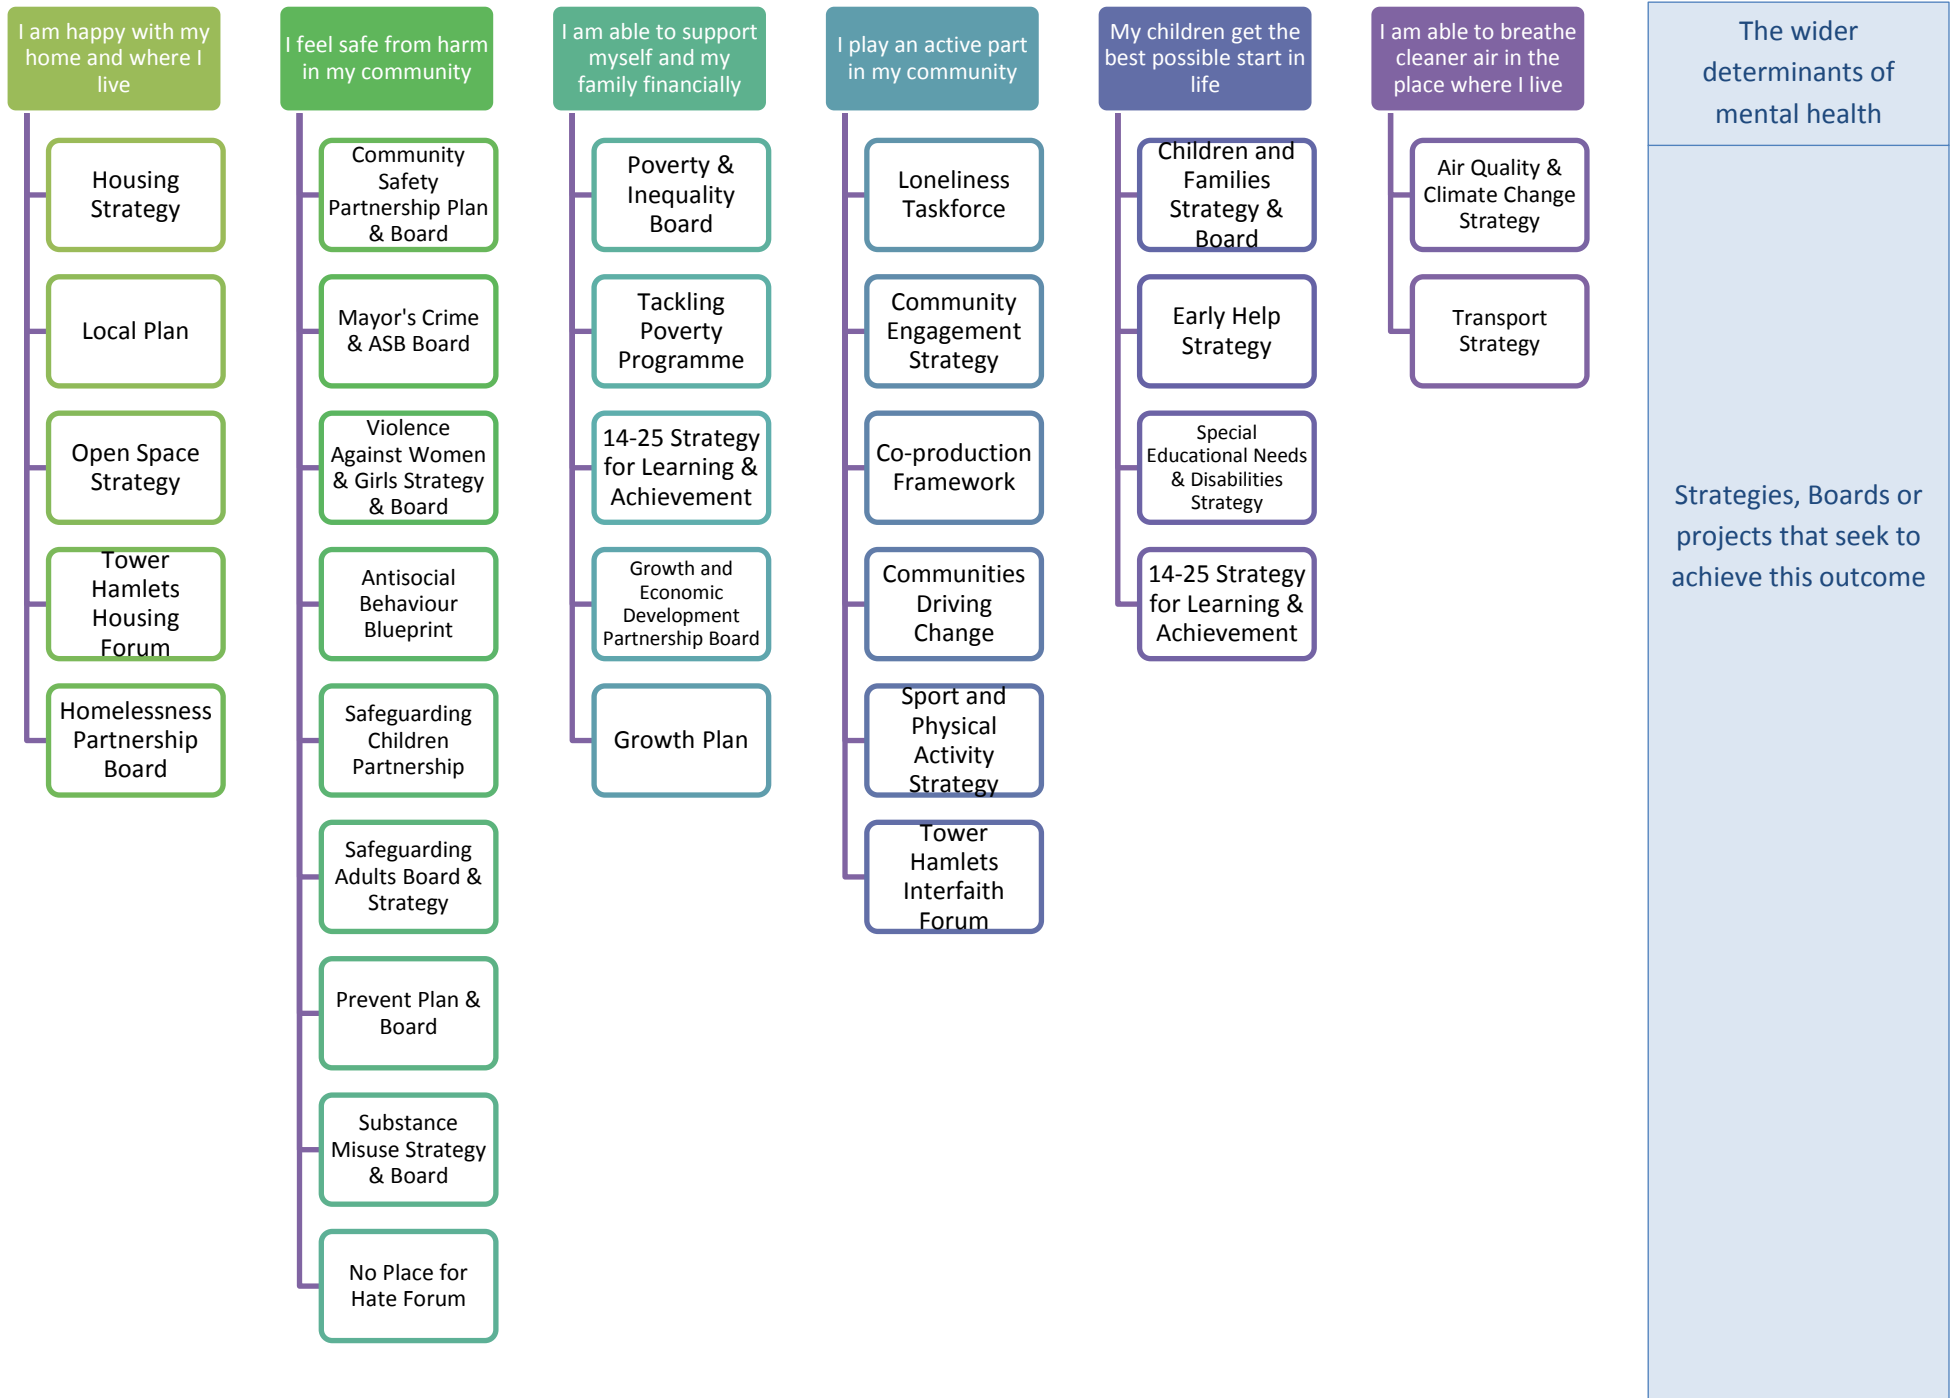 I am happy with my
home and where I
live
Housing
Strategy
Local Plan
Open Space
Strategy
Tower
Hamlets
Housing
Forum
Homelessness
Partnership
Board
I feel safe from harm
in my community
Community
Safety
Partnership Plan
& Board
Mayor's Crime
& ASB Board
Violence
Against Women
& Girls Strategy
& Board
Antisocial
Behaviour
Blueprint
Safeguarding
Children
Partnership
Safeguarding
Adults Board &
Strategy
Prevent Plan &
Board
Substance
Misuse Strategy
& Board
No Place for
Hate Forum
I am able to support
myself and my
family financially
Poverty &
Inequality
Board
Tackling
Poverty
Programme
14-25 Strategy
for Learning &
Achievement
Growth and
Economic
Development
Partnership Board
Growth Plan
I play an active part
in my community
Loneliness
Taskforce
Community
Engagement
Strategy
Co-production
Framework
Communities
Driving
Change
Sport and
Physical
Activity
Strategy
Tower
Hamlets
Interfaith
Forum
My children get the
best possible start in
life
Children and
Families
Strategy &
Board
Early Help
Strategy
Special
Educational Needs
& Disabilities
Strategy
14-25 Strategy
for Learning &
Achievement
I am able to breathe
cleaner air in the
place where I live
Air Quality &
Climate Change
Strategy
Transport
Strategy
The wider
determinants of
mental health
Strategies, Boards or
projects that seek to
achieve this outcome